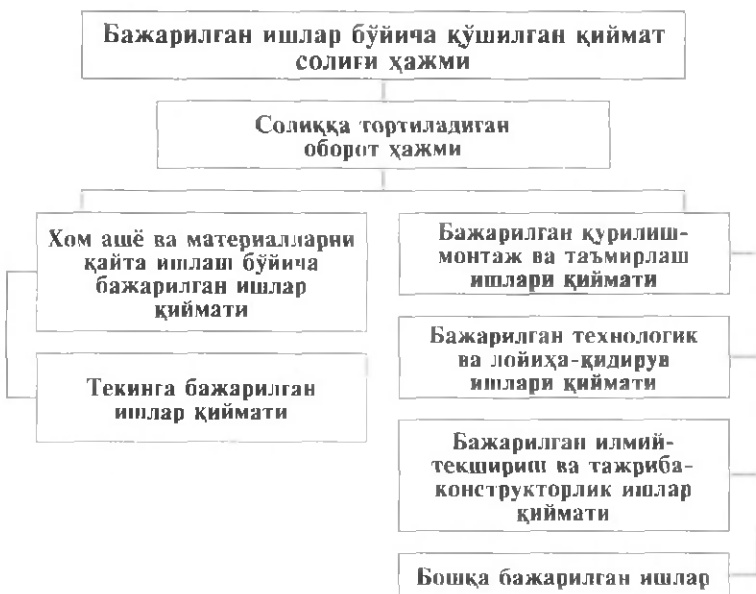 Бажарилган ишлар бўйича қўшилган қиймат
солиғи ҳажми
Солиққа тортиладиган
оборот ҳажми
Хом ашё ва материалларни
қайта ишлаш бўйича
бажарилган ишлар
қиймати
Текинга бажарилган
ишлар қиймати
Бажарилган қурилиш-
монтаж ва таъмирлаш
ишлари қиймати
Бажарилган технологик
ва лойиҳа-қидирув
ишлари қиймати
Бажарилган илмий-
текшириш ва тажриба-
конструкторлик ишлар
қиймати
Бошқа бажарилган ишлар